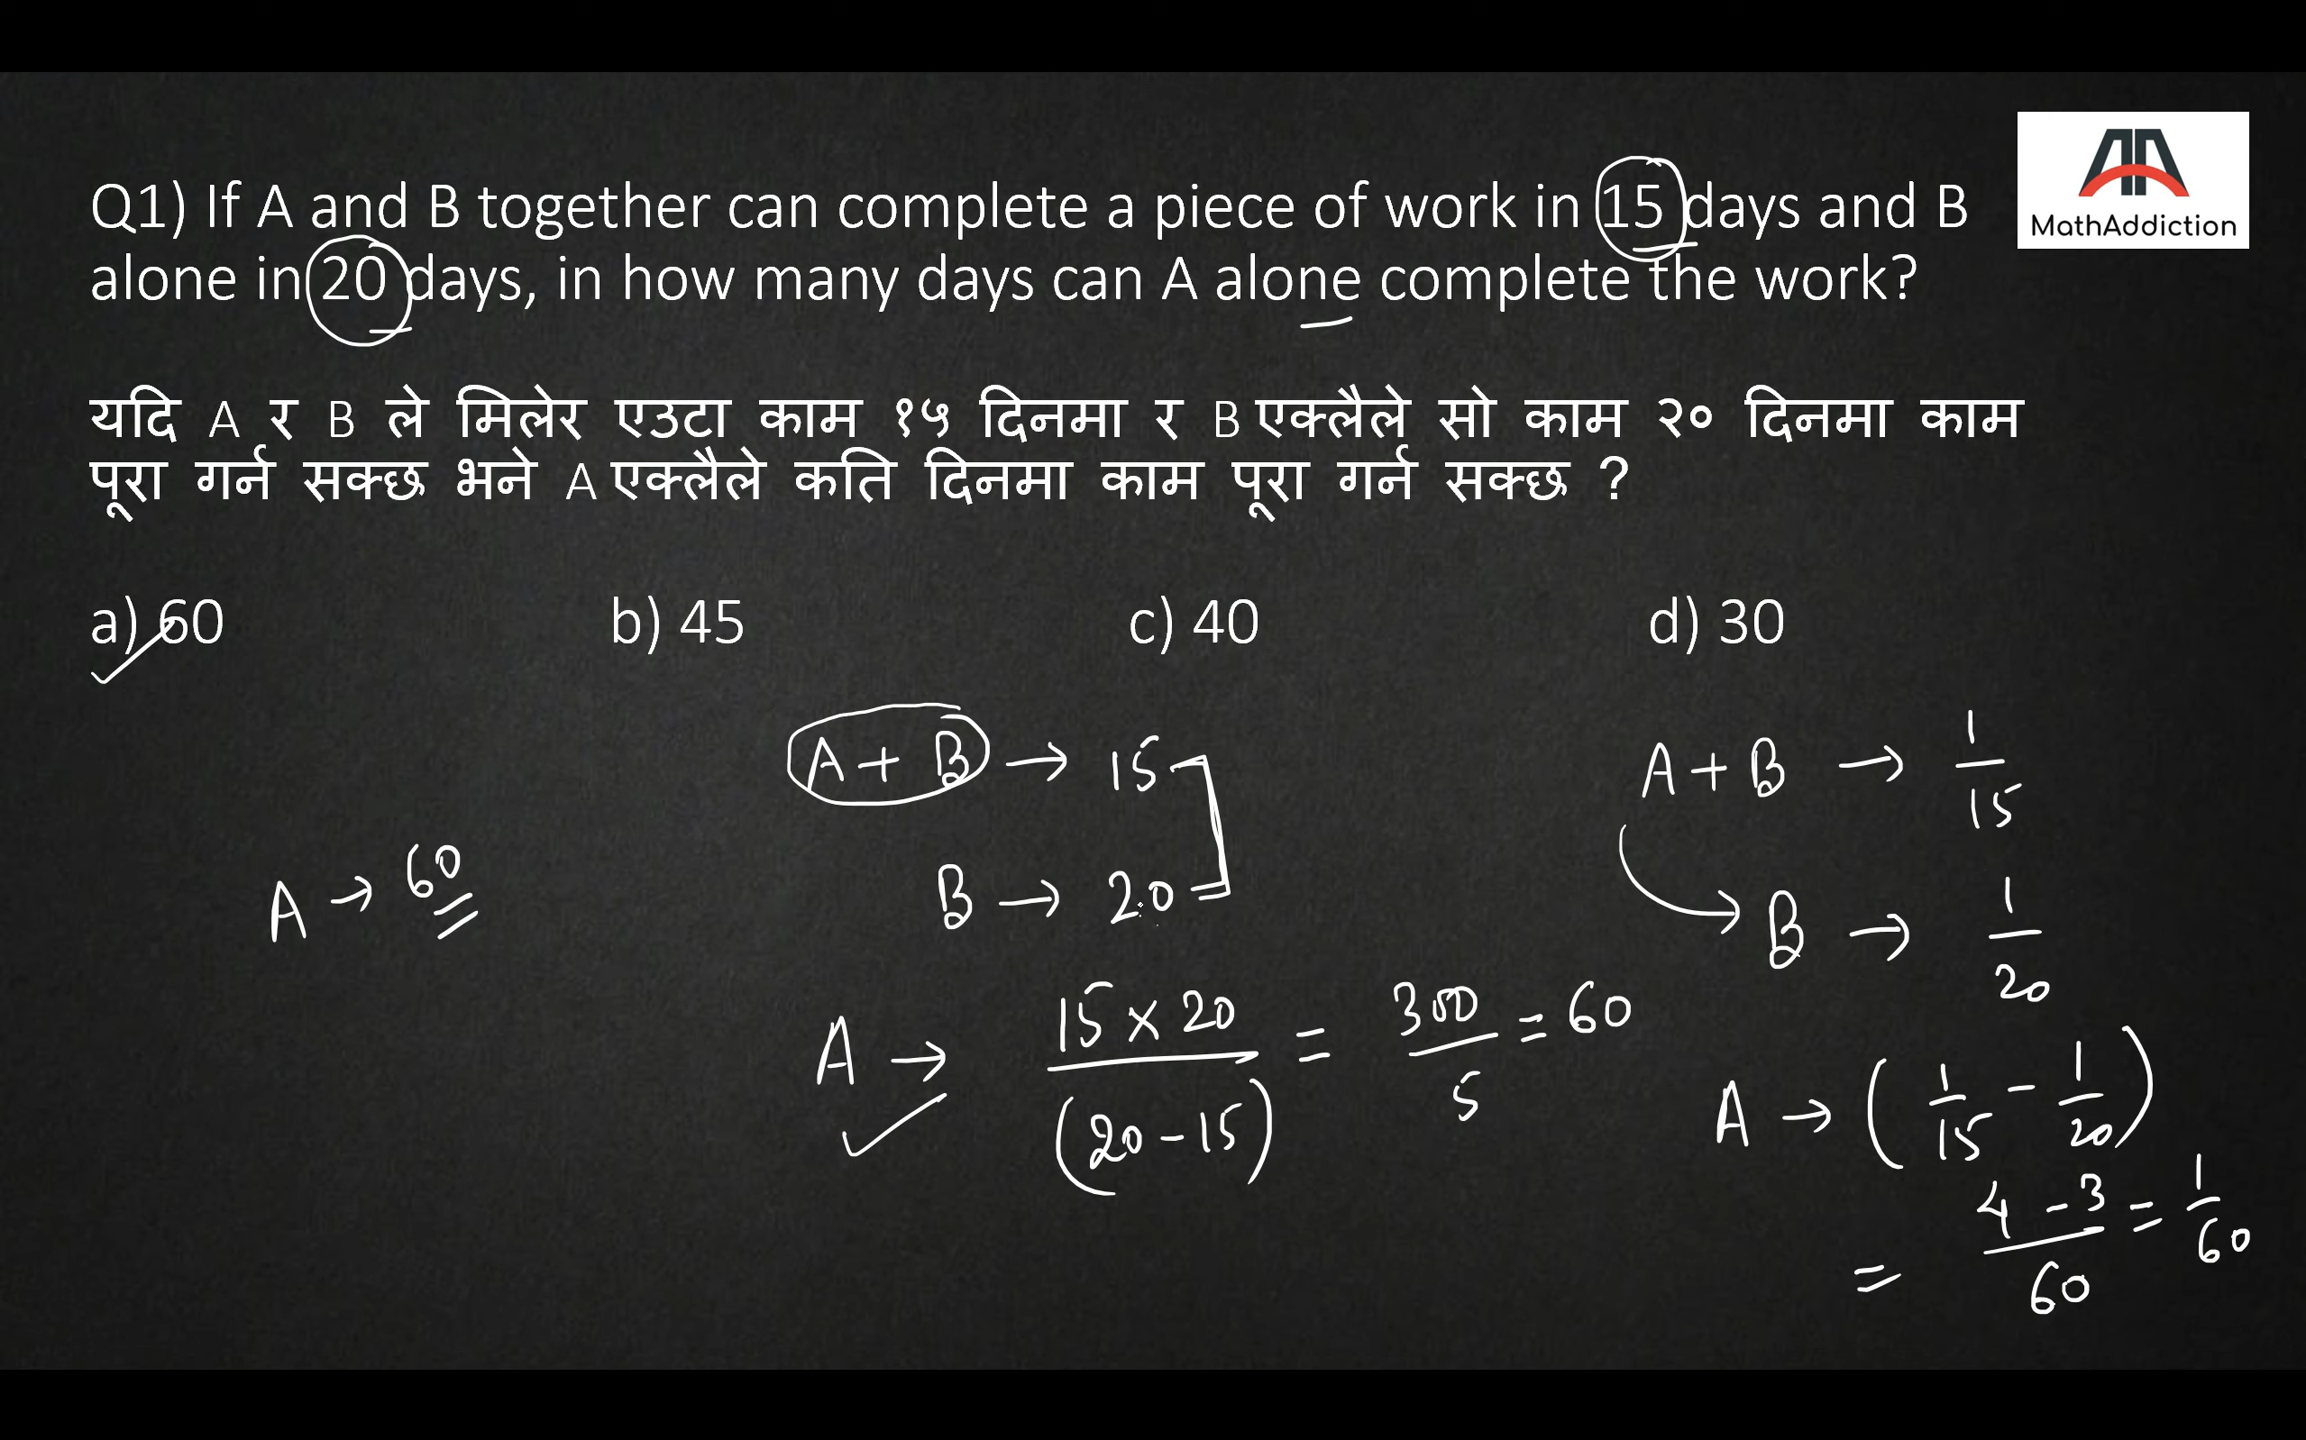 Q1) If A and B together can complete a piece of work in 15 days and B
alone in 20 days, in how many days can A alone complete the work?
MathAddiction
यदि A र B ले मिलेर एउटा काम १५ दिनमा र B एक्लैले सो काम २० दिनमा काम
पूरा गर्न सक्छ भने A एक्लैले कति दिनमा काम पूरा गर्न सक्छ ?
a) 60 b) 45 c) 40 d) 30
A → 60
A + B → 15
B → 20
A → 15 × 20 / (20 - 15) = 300 / 5 = 60
A + B → 1/15
B → 1/20
A → (1/15 - 1/20)
= 4 - 3 / 60 = 1/60